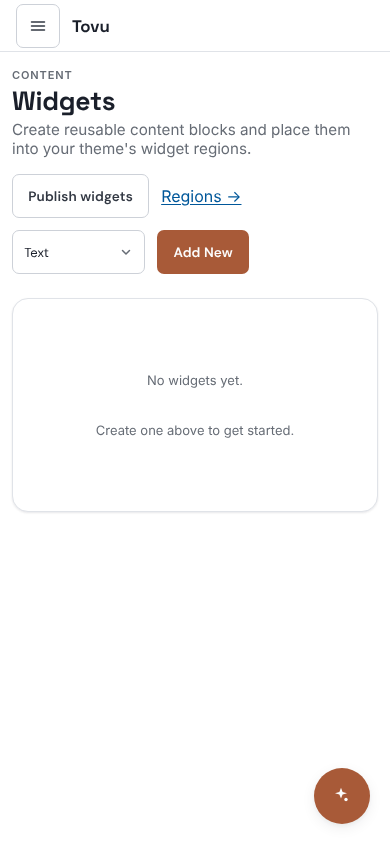 Tovu
CONTENT
Widgets
Create reusable content blocks and place them
into your theme's widget regions.
Publish widgets
Regions →
Text
Add New
No widgets yet.
Create one above to get started.